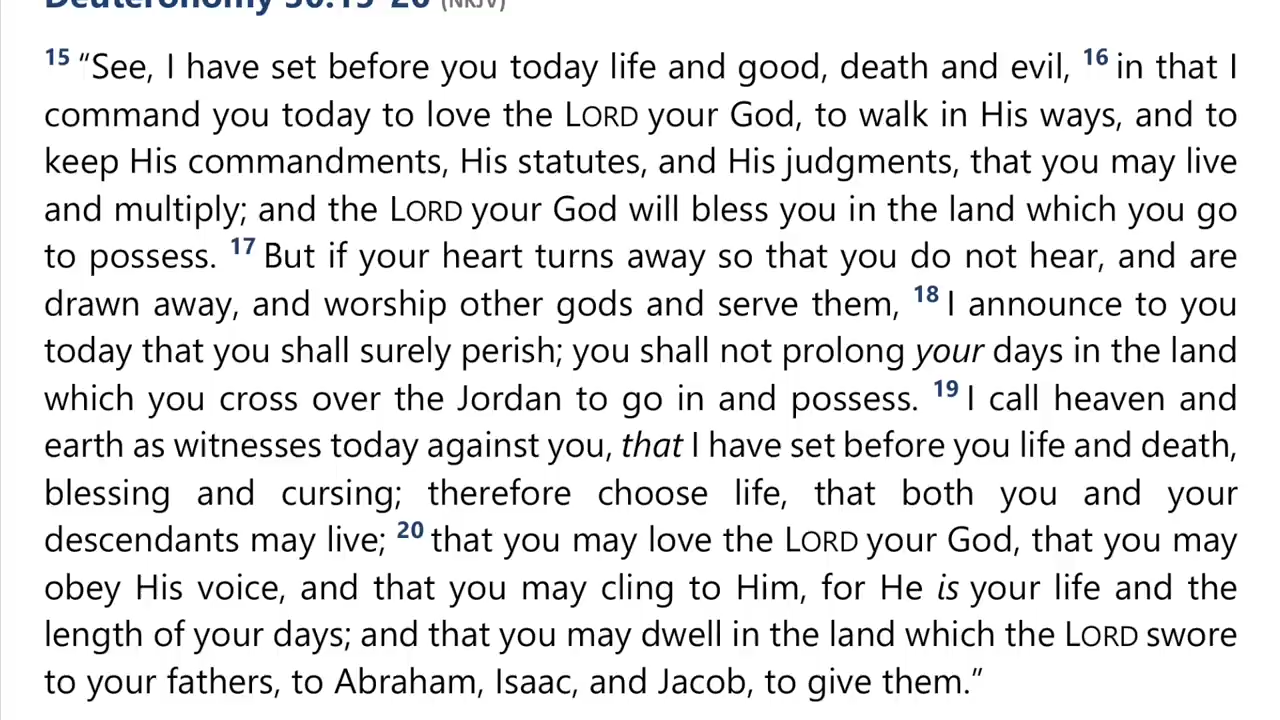 Deuteronomy 30:15-20 (NKJV)
15 “See, I have set before you today life and good, death and evil, 16 in that I
command you today to love the LORD your God, to walk in His ways, and to
keep His commandments, His statutes, and His judgments, that you may live
and multiply; and the LORD your God will bless you in the land which you go
to possess. 17 But if your heart turns away so that you do not hear, and are
drawn away, and worship other gods and serve them, 18 I announce to you
today that you shall surely perish; you shall not prolong your days in the land
which you cross over the Jordan to go in and possess. 19 I call heaven and
earth as witnesses today against you, that I have set before you life and death,
blessing and cursing; therefore choose life, that both you and your
descendants may live; 20 that you may love the LORD your God, that you may
obey His voice, and that you may cling to Him, for He is your life and the
length of your days; and that you may dwell in the land which the LORD swore
to your fathers, to Abraham, Isaac, and Jacob, to give them.”